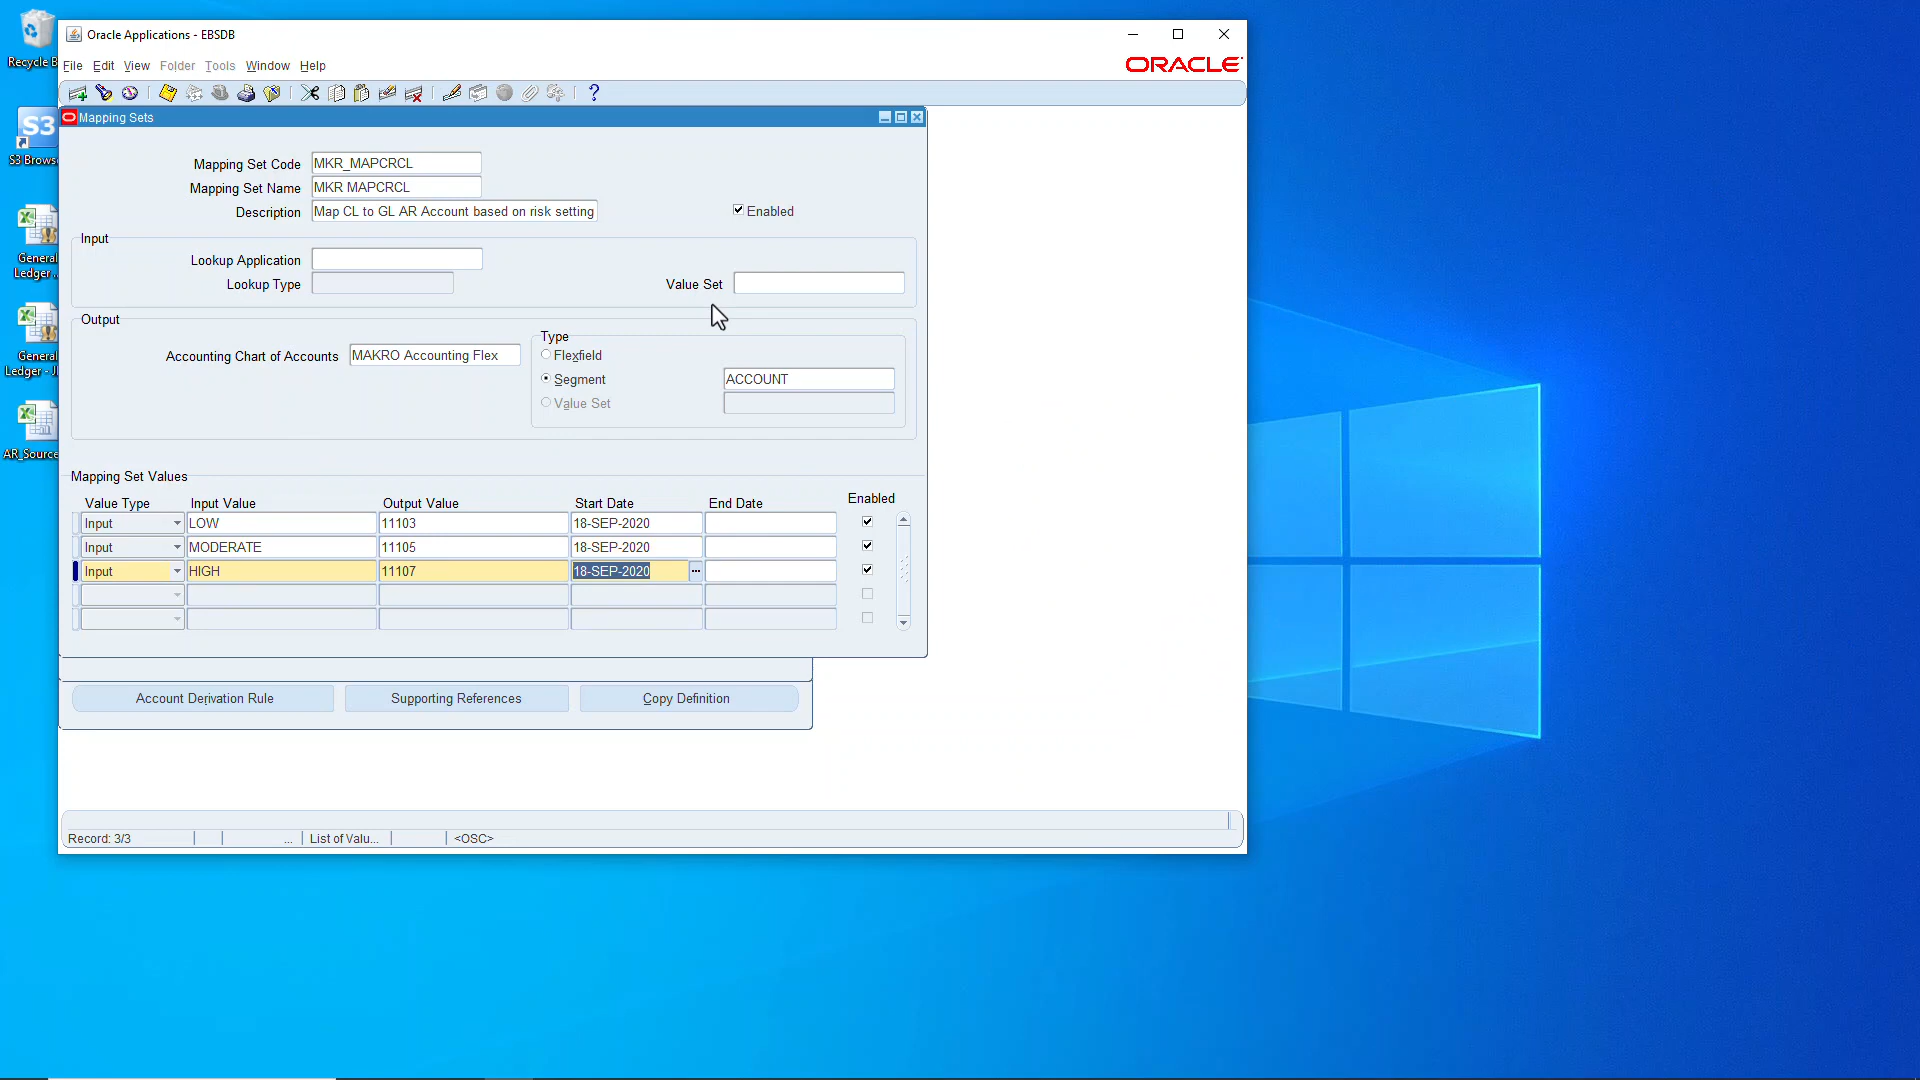 Recycle B
Oracle Applications - EBSDB
File Edit View Folder Tools Window Help
ORACLE
S3
S3 Browse
Mapping Sets
Mapping Set Code MKR_MAPCRCL
Mapping Set Name MKR MAPCRCL
Description Map CL to GL AR Account based on risk setting
Enabled
Input
Lookup Application
Lookup Type
Value Set
General
Ledger ...
Output
Accounting Chart of Accounts MAKRO Accounting Flex
Type
Flexfield
Segment ACCOUNT
Value Set
General
Ledger - JI
AR_Source
Mapping Set Values
Value Type Input Value Output Value Start Date End Date Enabled
Input LOW 11103 18-SEP-2020
Input MODERATE 11105 18-SEP-2020
Input HIGH 11107 18-SEP-2020 ...
Account Derivation Rule Supporting References Copy Definition
Record: 3/3 ... List of Valu... <OSC>